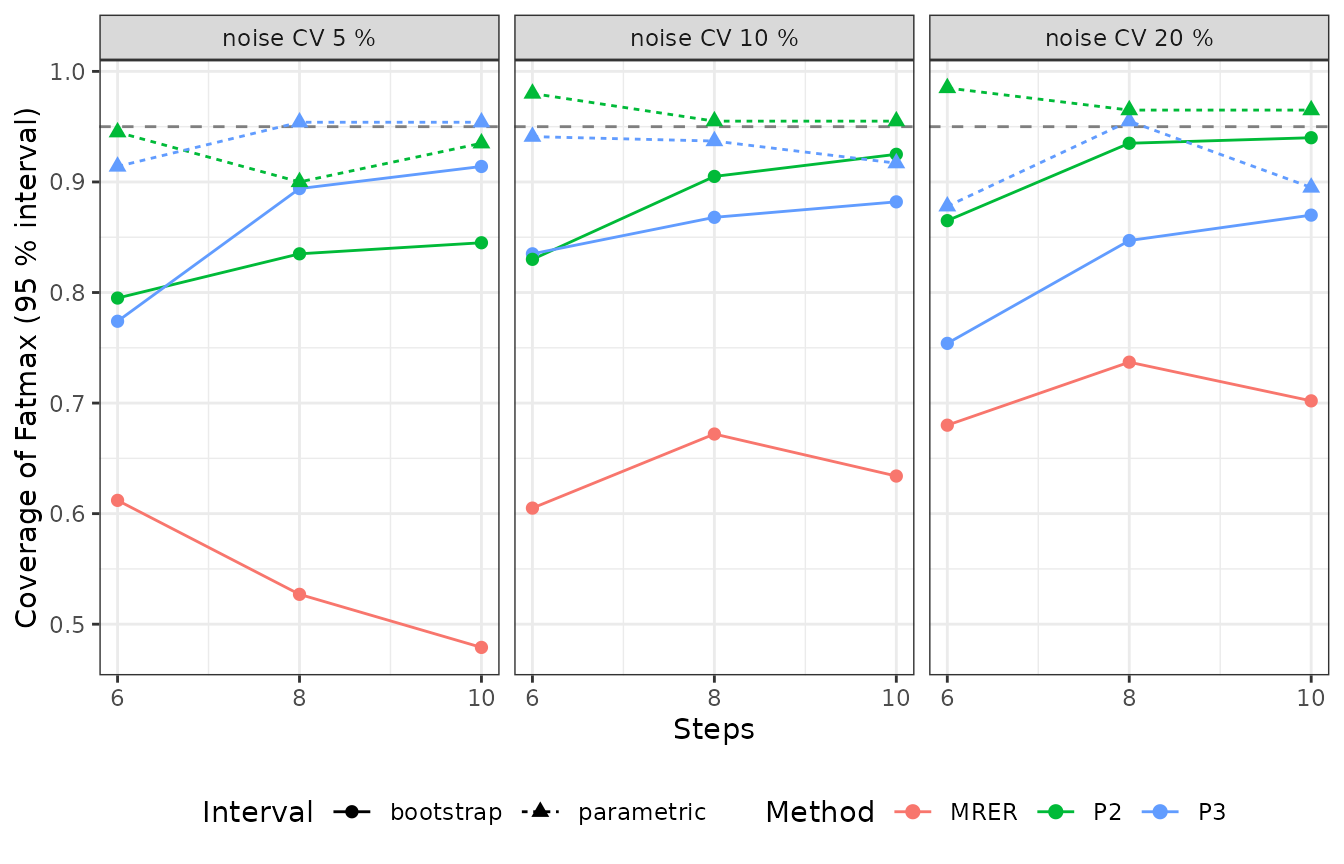 noise CV 5 % noise CV 10 % noise CV 20 %
Coverage of Fatmax (95 % interval)
1.0
0.9
0.8
0.7
0.6
0.5
6 8 10 6 8 10 6 8 10
Steps
Interval bootstrap parametric Method MRER P2 P3